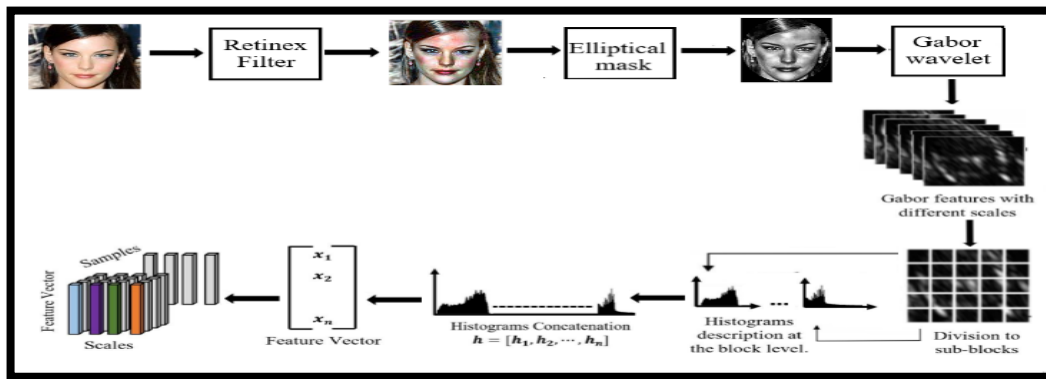 Retinex
Filter
Elliptical
mask
Gabor
wavelet
Gabor features with
different scales
Division to
sub-blocks
Histograms
description at
the block level.
Histograms Concatenation
h = [h₁, h₂, ⋯, hₙ]
x₁
x₂
xₙ
Feature Vector
Samples
Feature Vector
Scales